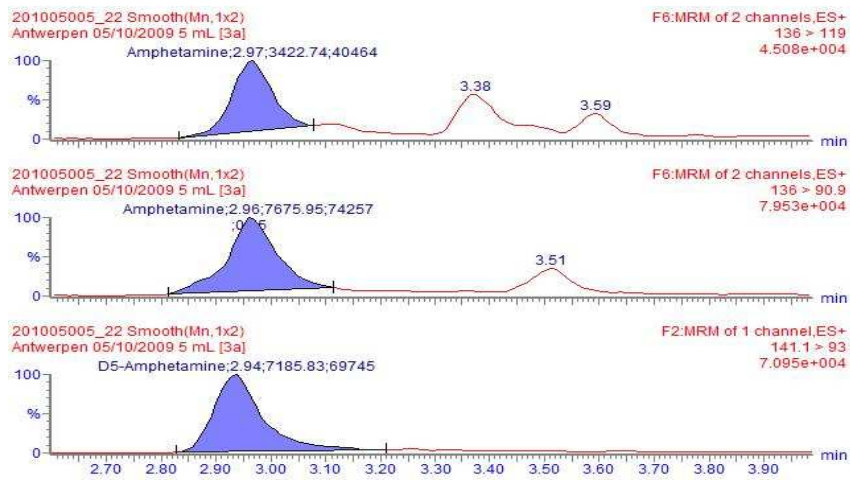 201005005_22 Smooth(Mn,1x2)
F6:MRM of 2 channels,ES+
Antwerpen 05/10/2009 5 mL [3a]
136 > 119
Amphetamine;2.97;3422.74;40464
4.508e+004
100
3.38
%
3.59
0
min
201005005_22 Smooth(Mn,1x2)
F6:MRM of 2 channels,ES+
Antwerpen 05/10/2009 5 mL [3a]
136 > 90.9
Amphetamine;2.96;7675.95;74257
7.953e+004
100
%
3.51
0
min
201005005_22 Smooth(Mn,1x2)
F2:MRM of 1 channel,ES+
Antwerpen 05/10/2009 5 mL [3a]
141.1 > 93
D5-Amphetamine;2.94;7185.83;69745
7.095e+004
100
%
0
min
2.70 2.80 2.90 3.00 3.10 3.20 3.30 3.40 3.50 3.60 3.70 3.80 3.90